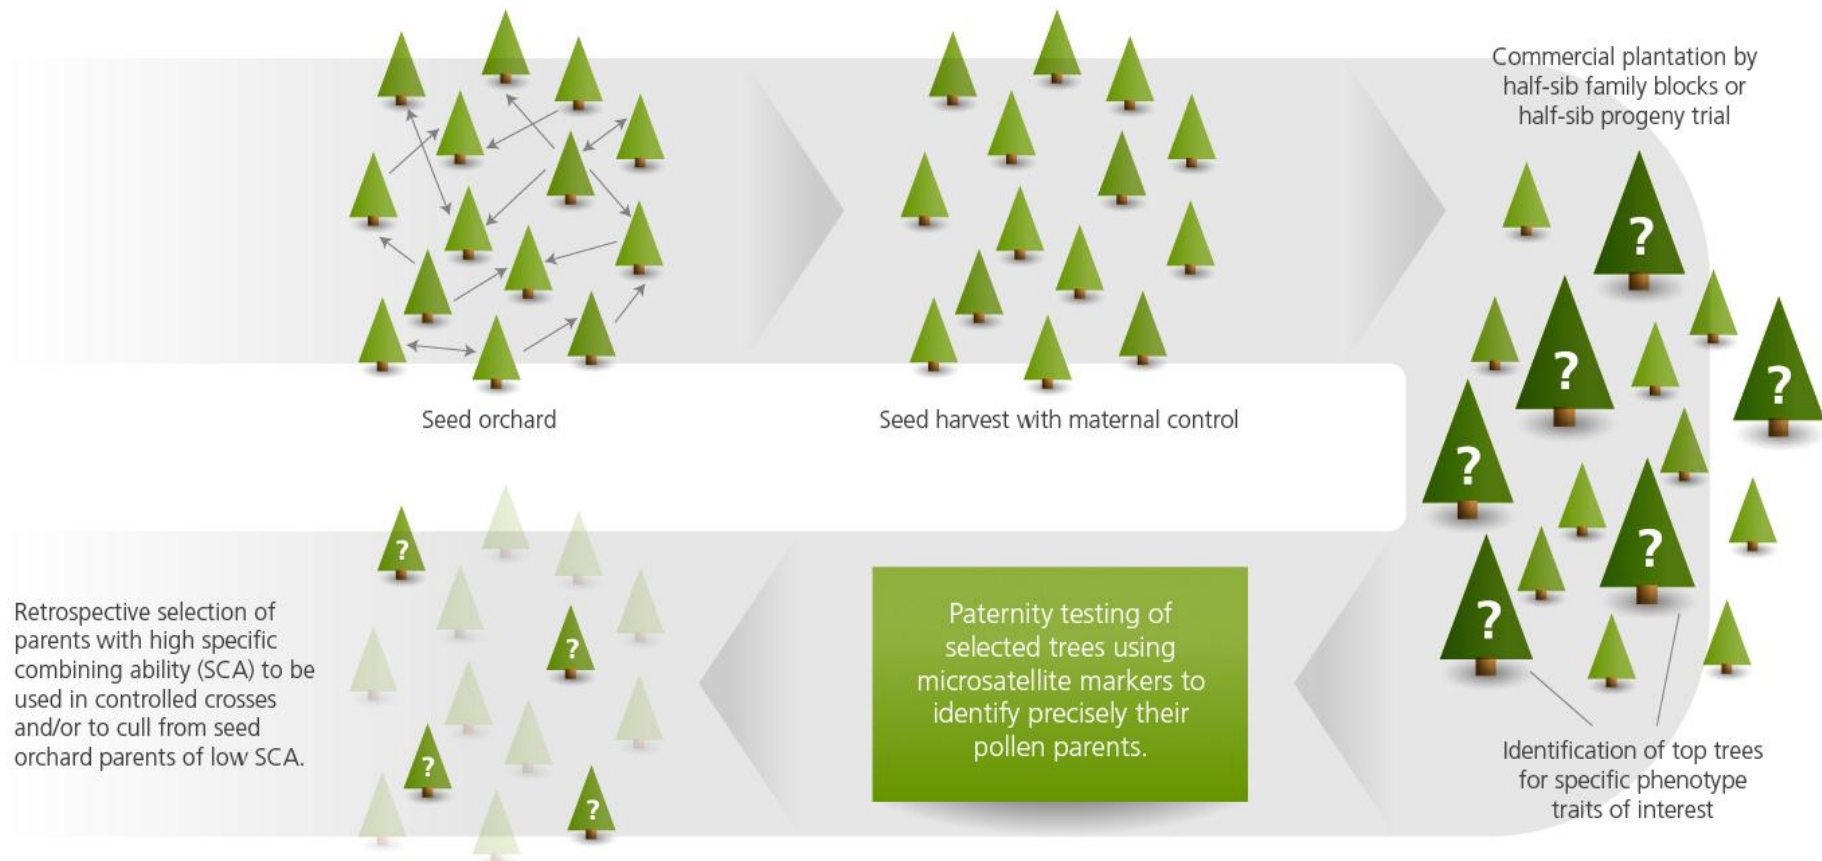 Commercial plantation by
half-sib family blocks or
half-sib progeny trial
?
?
?
?
?
?
Seed orchard
Seed harvest with maternal control
Identification of top trees
for specific phenotype
traits of interest
Paternity testing of
selected trees using
microsatellite markers to
identify precisely their
pollen parents.
?
?
?
?
Retrospective selection of
parents with high specific
combining ability (SCA) to be
used in controlled crosses
and/or to cull from seed
orchard parents of low SCA.